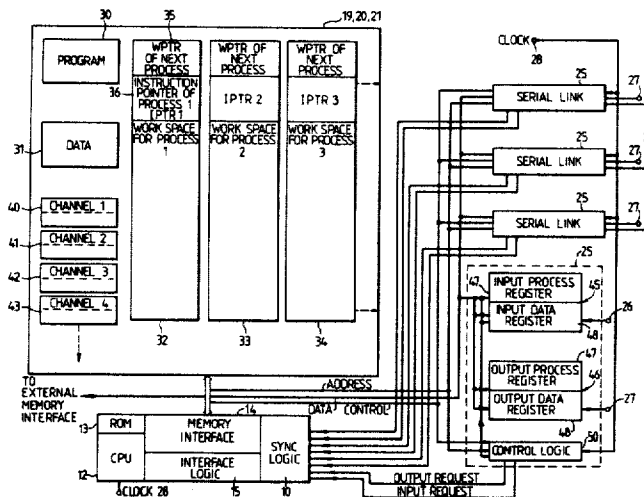 30
35
19,20,21
PROGRAM
WPTR
OF NEXT
PROCESS
WPTR OF
NEXT
PROCESS
WPTR OF
NEXT
PROCESS
CLOCK
28
36
INSTRUCTION
POINTER OF
PROCESS 1
IPTR 1
IPTR 2
IPTR 3
25
27
SERIAL LINK
31
DATA
WORK SPACE
FOR PROCESS
1
WORK SPACE
FOR PROCESS
2
WORK SPACE
FOR PROCESS
3
25
27
SERIAL LINK
40
CHANNEL 1
25
27
SERIAL LINK
41
CHANNEL 2
42
CHANNEL 3
43
CHANNEL 4
25
47
INPUT PROCESS
REGISTER
45
INPUT DATA
REGISTER
48
26
32
33
34
OUTPUT PROCESS
REGISTER
47
46
OUTPUT DATA
REGISTER
48
27
TO
EXTERNAL
MEMORY
INTERFACE
ADDRESS
DATA
CONTROL
13
14
ROM
MEMORY
INTERFACE
SYNC
LOGIC
CPU
INTERFACE
LOGIC
12
CONTROL LOGIC
50
OUTPUT REQUEST
INPUT REQUEST
CLOCK 28
15
10